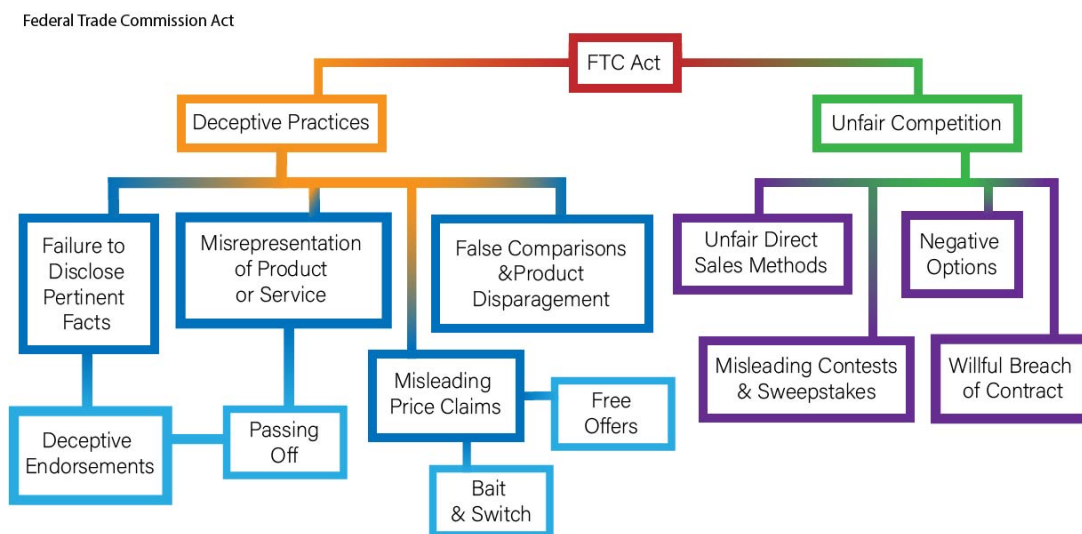 Federal Trade Commission Act
FTC Act
Deceptive Practices
Unfair Competition
Failure to
Disclose
Pertinent
Facts
Misrepresentation
of Product
or Service
False Comparisons
&Product
Disparagement
Unfair Direct
Sales Methods
Negative
Options
Misleading
Price Claims
Free
Offers
Misleading Contests
& Sweepstakes
Willful Breach
of Contract
Deceptive
Endorsements
Passing
Off
Bait
& Switch